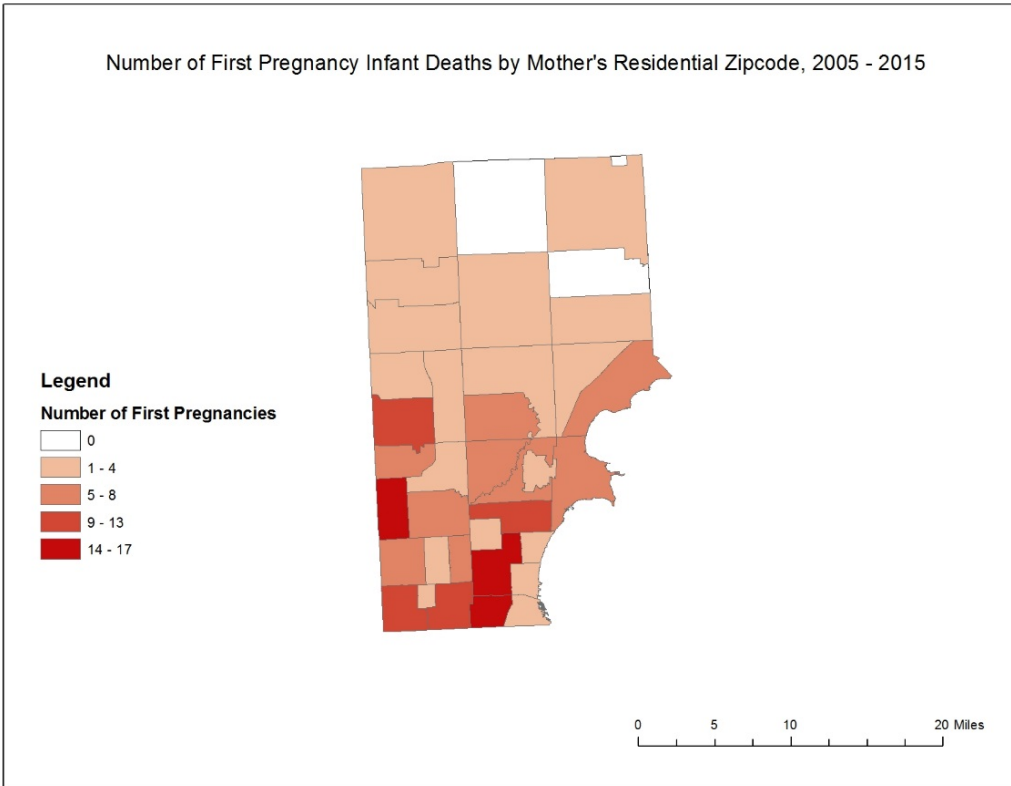 Number of First Pregnancy Infant Deaths by Mother's Residential Zipcode, 2005 - 2015
Legend
Number of First Pregnancies
0
1 - 4
5 - 8
9 - 13
14 - 17
0 5 10 20 Miles